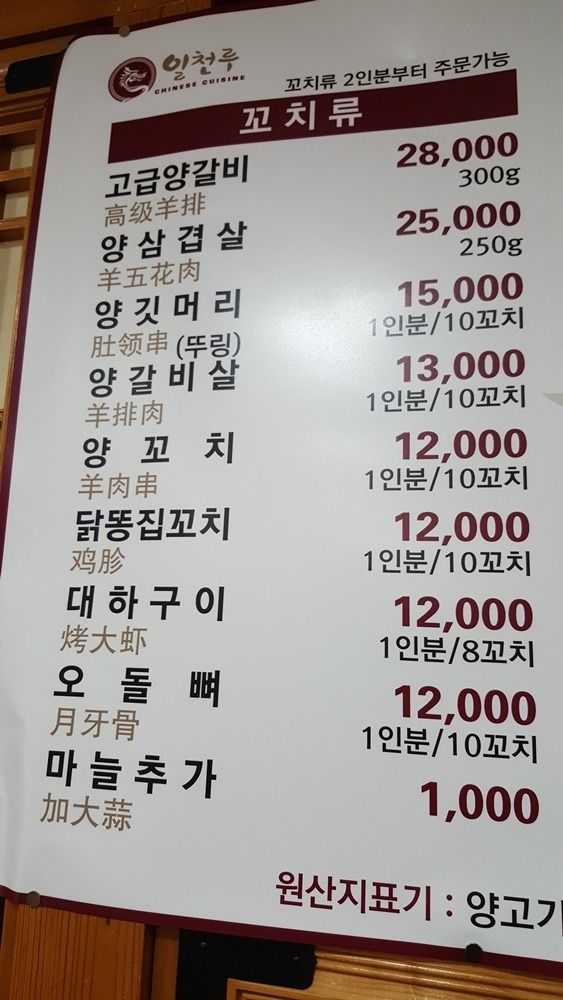 일천루
CHINESE CUISINE
꼬치류 2인분부터 주문가능
꼬치류
고급양갈비 28,000
高级羊排 300g
양삼겹살 25,000
羊五花肉 250g
양깃머리 15,000
肚领串 (뚜링) 1인분/10꼬치
양갈비살 13,000
羊排肉 1인분/10꼬치
양꼬치 12,000
羊肉串 1인분/10꼬치
닭똥집꼬치 12,000
鸡胗 1인분/10꼬치
대하구이 12,000
烤大虾 1인분/8꼬치
오돌뼈 12,000
月牙骨 1인분/10꼬치
마늘추가 1,000
加大蒜
원산지표기 : 양고기